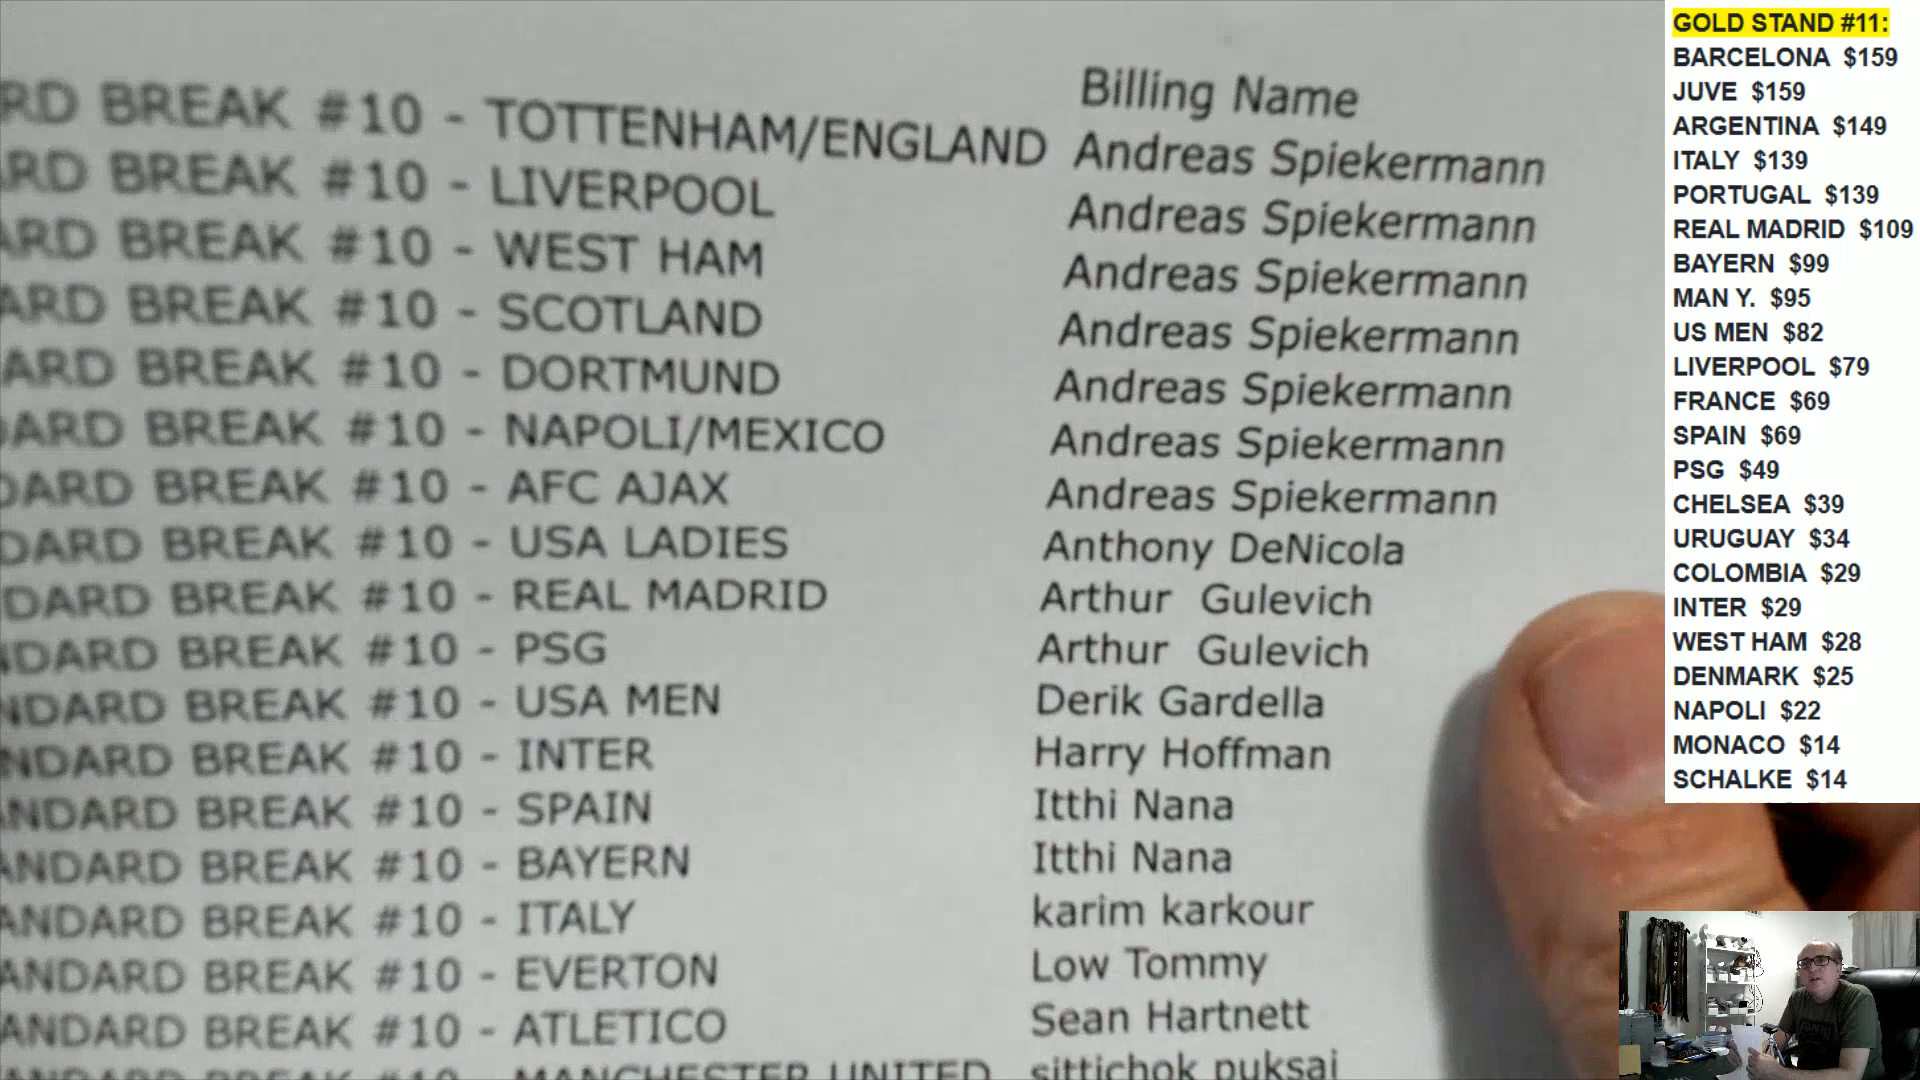 Billing Name
RD BREAK #10 - TOTTENHAM/ENGLAND Andreas Spiekermann
RD BREAK #10 - LIVERPOOL Andreas Spiekermann
ARD BREAK #10 - WEST HAM Andreas Spiekermann
ARD BREAK #10 - SCOTLAND Andreas Spiekermann
ARD BREAK #10 - DORTMUND Andreas Spiekermann
DARD BREAK #10 - NAPOLI/MEXICO Andreas Spiekermann
DARD BREAK #10 - AFC AJAX Andreas Spiekermann
DARD BREAK #10 - USA LADIES Anthony DeNicola
DARD BREAK #10 - REAL MADRID Arthur Gulevich
NDARD BREAK #10 - PSG Arthur Gulevich
NDARD BREAK #10 - USA MEN Derik Gardella
NDARD BREAK #10 - INTER Harry Hoffman
ANDARD BREAK #10 - SPAIN Itthi Nana
ANDARD BREAK #10 - BAYERN Itthi Nana
ANDARD BREAK #10 - ITALY karim karkour
ANDARD BREAK #10 - EVERTON Low Tommy
ANDARD BREAK #10 - ATLETICO Sean Hartnett
ANDARD BREAK #10 - MANCHESTER UNITED sittichok puksai
GOLD STAND #11:
BARCELONA $159
JUVE $159
ARGENTINA $149
ITALY $139
PORTUGAL $139
REAL MADRID $109
BAYERN $99
MAN Y. $95
US MEN $82
LIVERPOOL $79
FRANCE $69
SPAIN $69
PSG $49
CHELSEA $39
URUGUAY $34
COLOMBIA $29
INTER $29
WEST HAM $28
DENMARK $25
NAPOLI $22
MONACO $14
SCHALKE $14